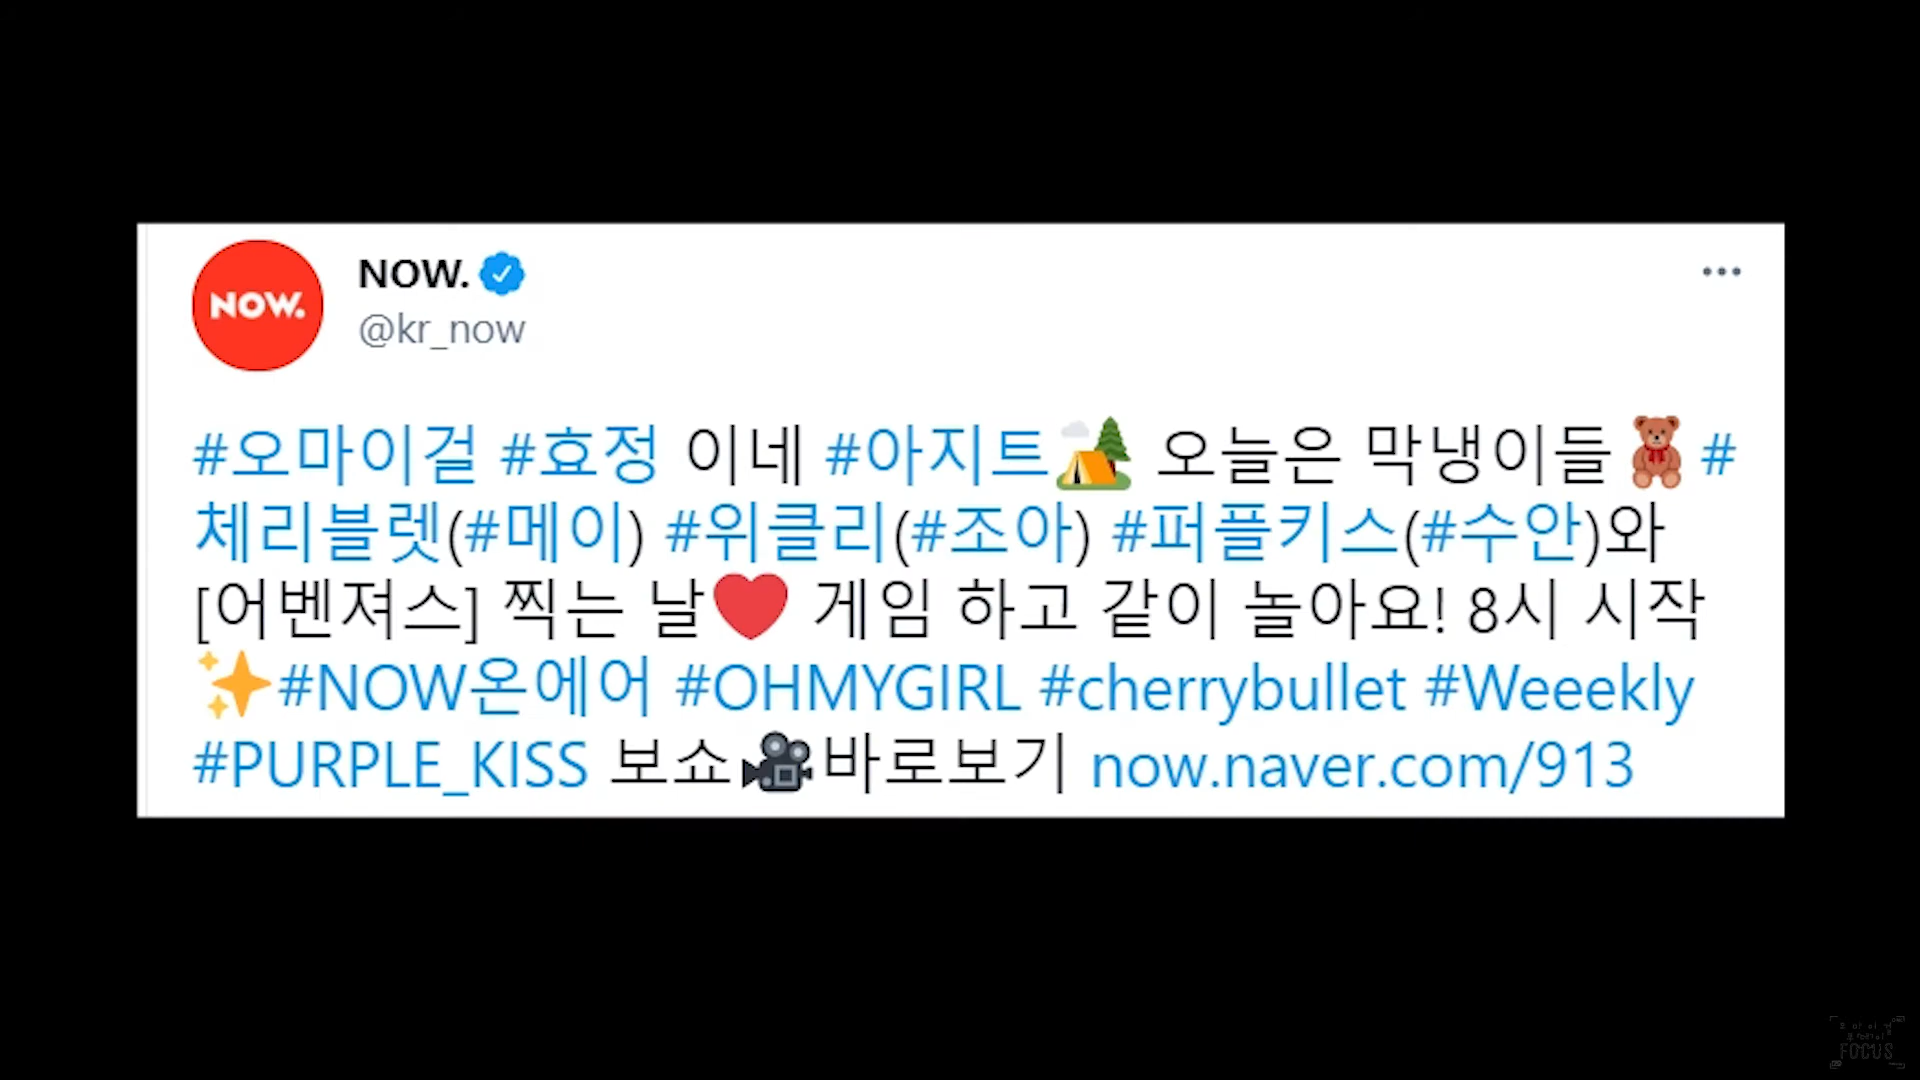 NOW.
NOW.
@kr_now
#오마이걸 #효정 이네 #아지트🏕 오늘은 막냉이들🧸 #
체리블렛(#메이) #위클리(#조아) #퍼플키스(#수안)와
[어벤져스] 찍는 날❤ 게임 하고 같이 놀아요! 8시 시작
✨#NOW온에어 #OHMYGIRL #cherrybullet #Weeekly
#PURPLE_KISS 보쇼🎥바로보기 now.naver.com/913
FOCUS